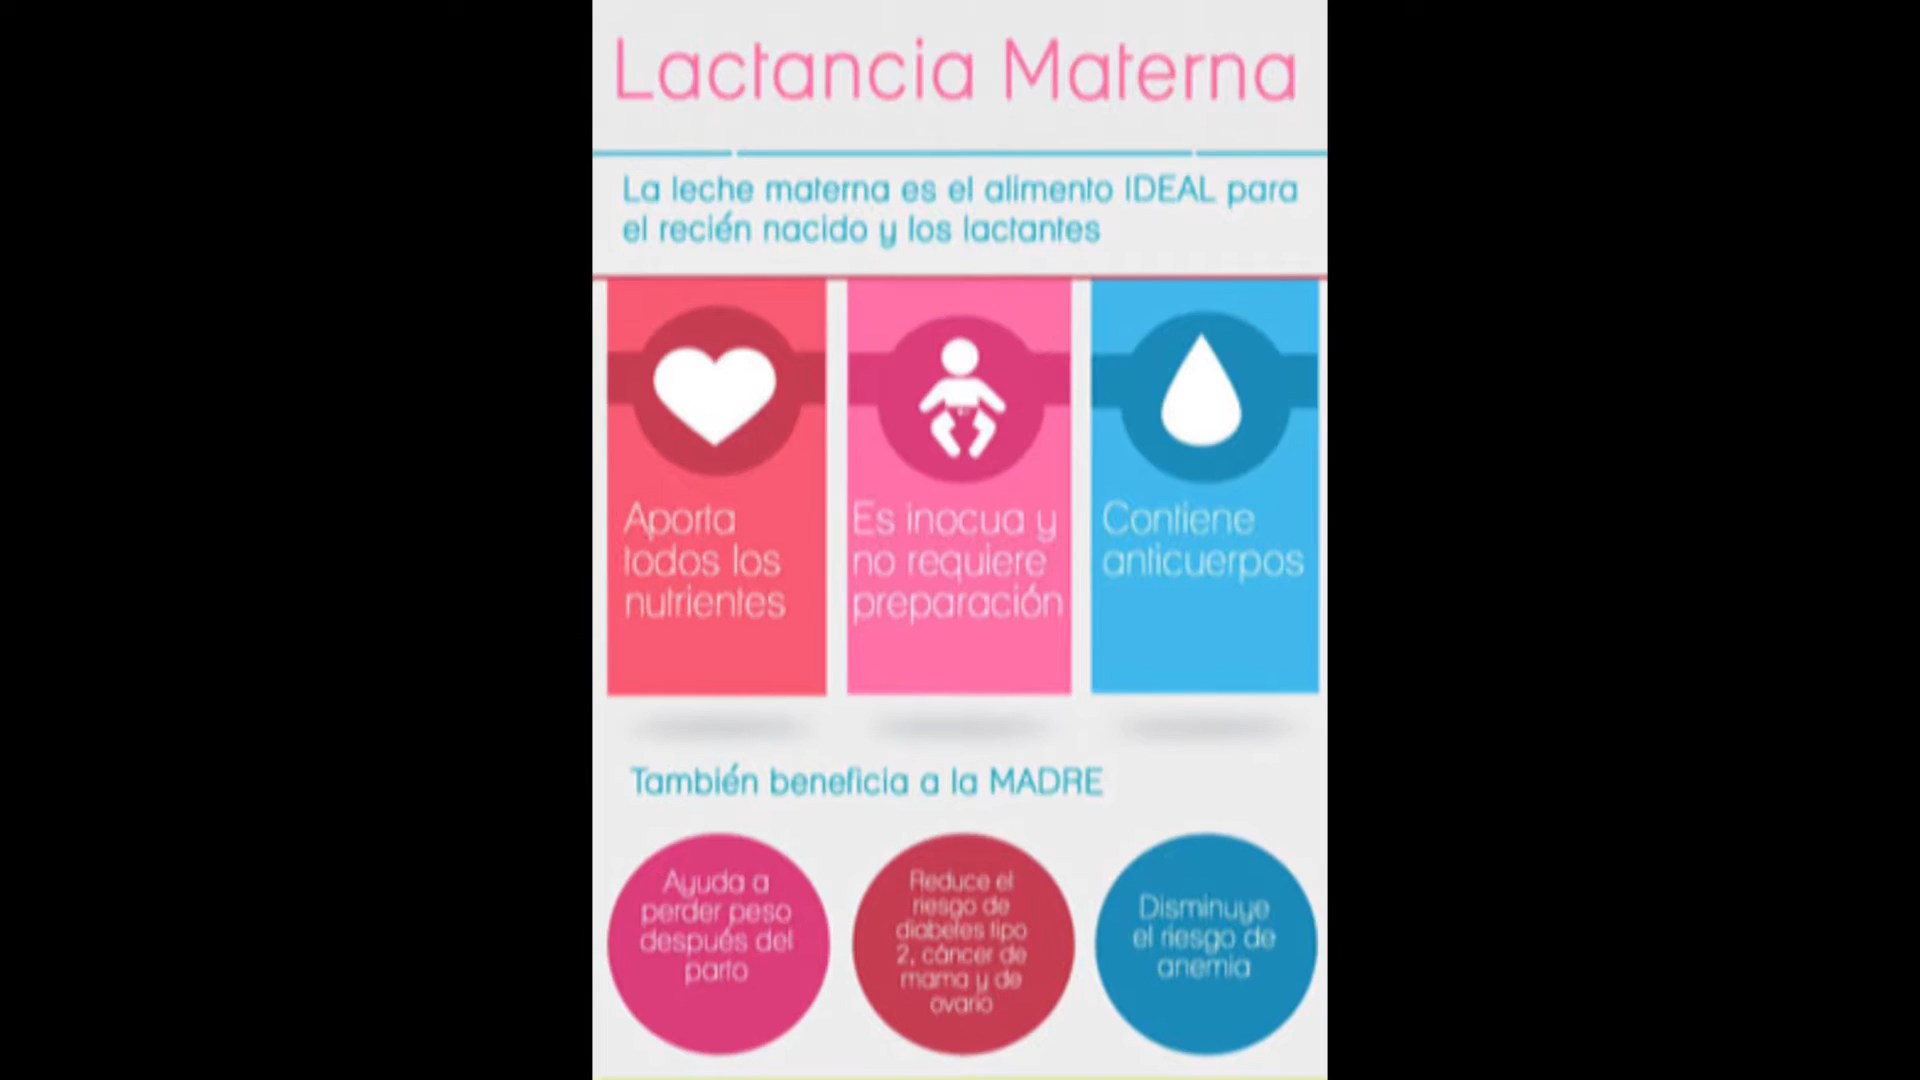 Lactancia Materna
La leche materna es el alimento IDEAL para
el recién nacido y los lactantes
Aporta
todos los
nutrientes
Es inocua y
no requiere
preparación
Contiene
anticuerpos
También beneficia a la MADRE
Ayuda a
perder peso
después del
parto
Reduce el
riesgo de
diabetes tipo
2, cáncer de
mama y de
ovario
Disminuye
el riesgo de
anemia